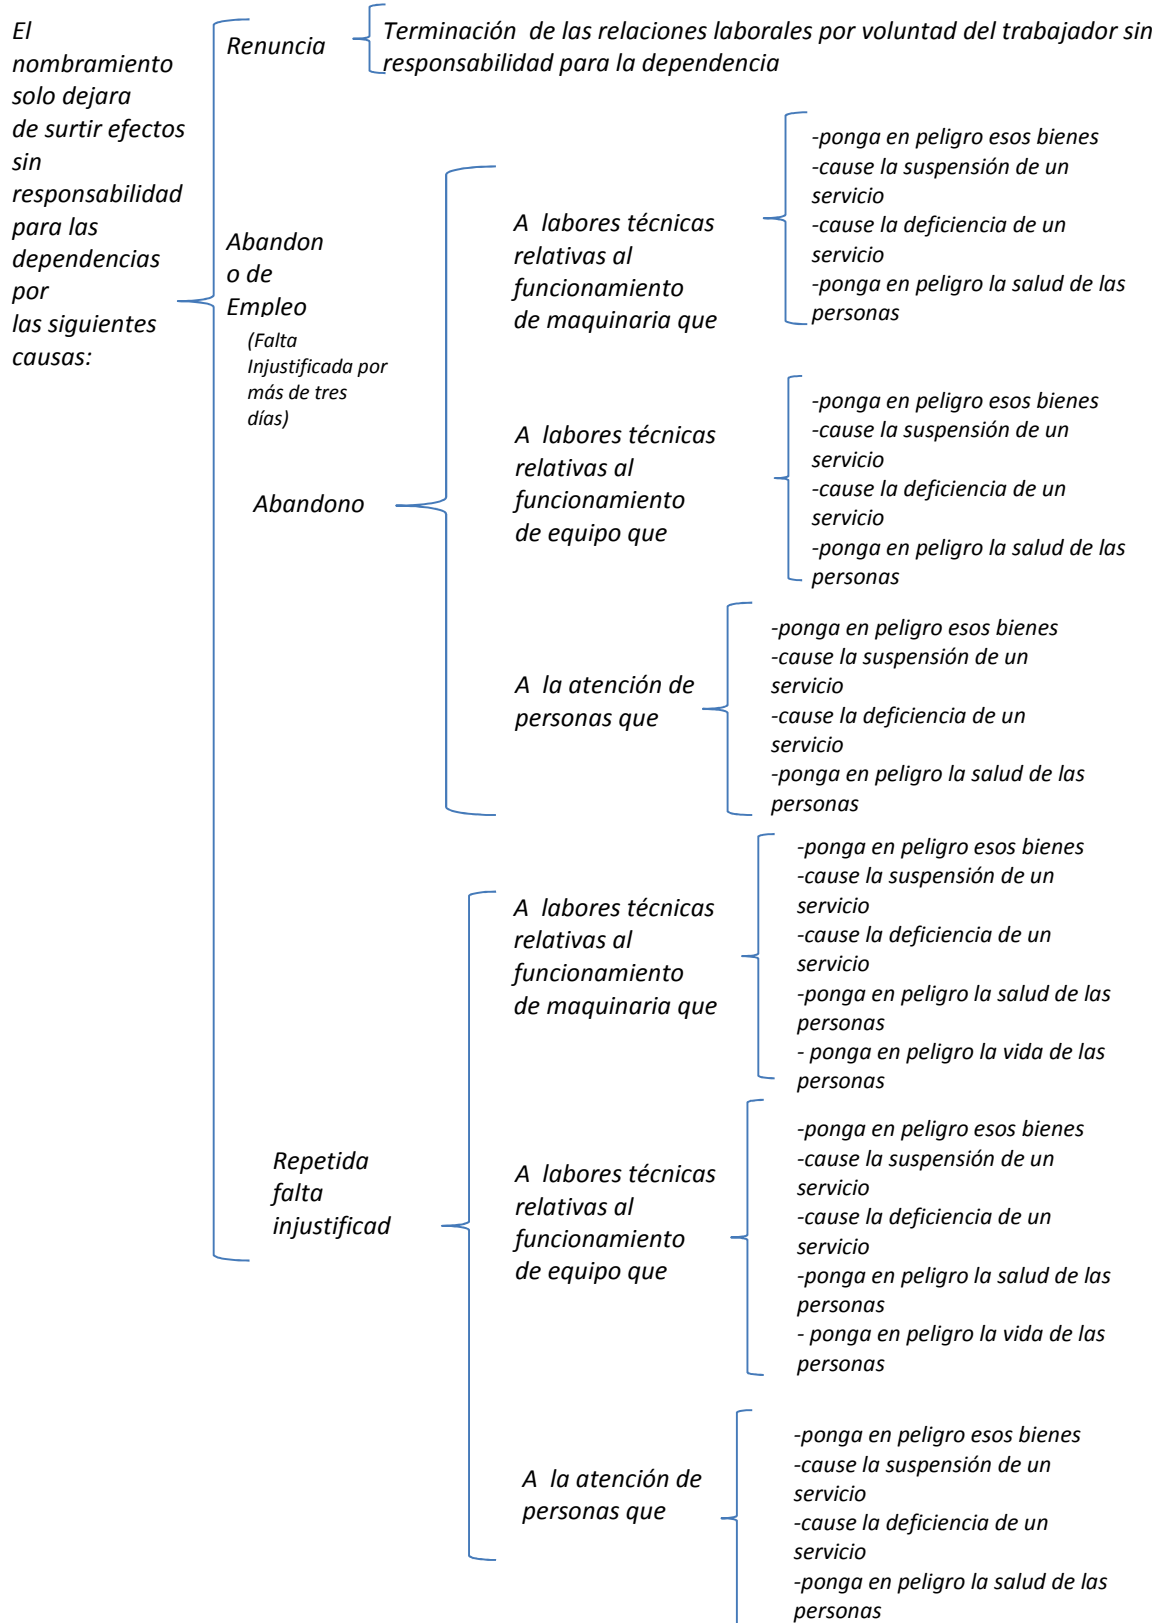 El
nombramiento
solo dejara
de surtir efectos
sin
responsabilidad
para las
dependencias
por
las siguientes
causas:
Renuncia
Terminación de las relaciones laborales por voluntad del trabajador sin
responsabilidad para la dependencia
Abandon
o de
Empleo
(Falta
Injustificada por
más de tres
días)
Abandono
A labores técnicas
relativas al
funcionamiento
de maquinaria que
-ponga en peligro esos bienes
-cause la suspensión de un
servicio
-cause la deficiencia de un
servicio
-ponga en peligro la salud de las
personas
A labores técnicas
relativas al
funcionamiento
de equipo que
-ponga en peligro esos bienes
-cause la suspensión de un
servicio
-cause la deficiencia de un
servicio
-ponga en peligro la salud de las
personas
A la atención de
personas que
-ponga en peligro esos bienes
-cause la suspensión de un
servicio
-cause la deficiencia de un
servicio
-ponga en peligro la salud de las
personas
Repetida
falta
injustificad
A labores técnicas
relativas al
funcionamiento
de maquinaria que
-ponga en peligro esos bienes
-cause la suspensión de un
servicio
-cause la deficiencia de un
servicio
-ponga en peligro la salud de las
personas
- ponga en peligro la vida de las
personas
A labores técnicas
relativas al
funcionamiento
de equipo que
-ponga en peligro esos bienes
-cause la suspensión de un
servicio
-cause la deficiencia de un
servicio
-ponga en peligro la salud de las
personas
- ponga en peligro la vida de las
personas
A la atención de
personas que
-ponga en peligro esos bienes
-cause la suspensión de un
servicio
-cause la deficiencia de un
servicio
-ponga en peligro la salud de las
personas